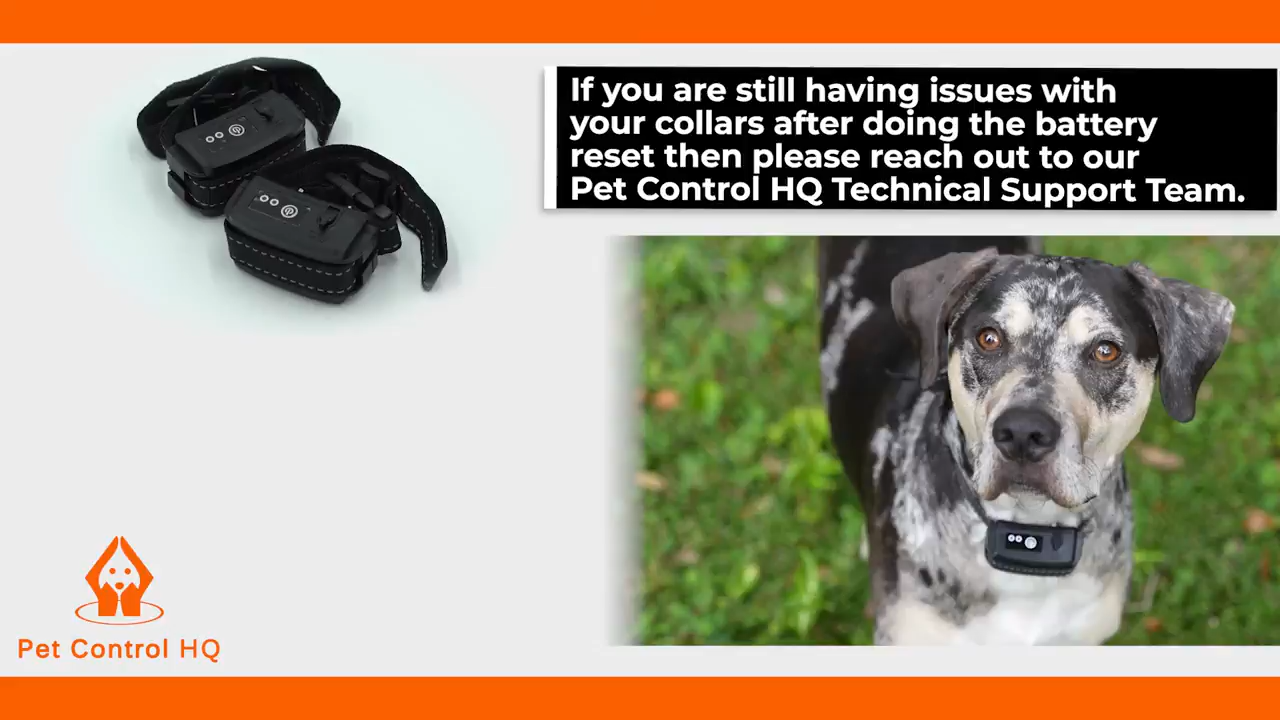 If you are still having issues with
your collars after doing the battery
reset then please reach out to our
Pet Control HQ Technical Support Team.
Pet Control HQ